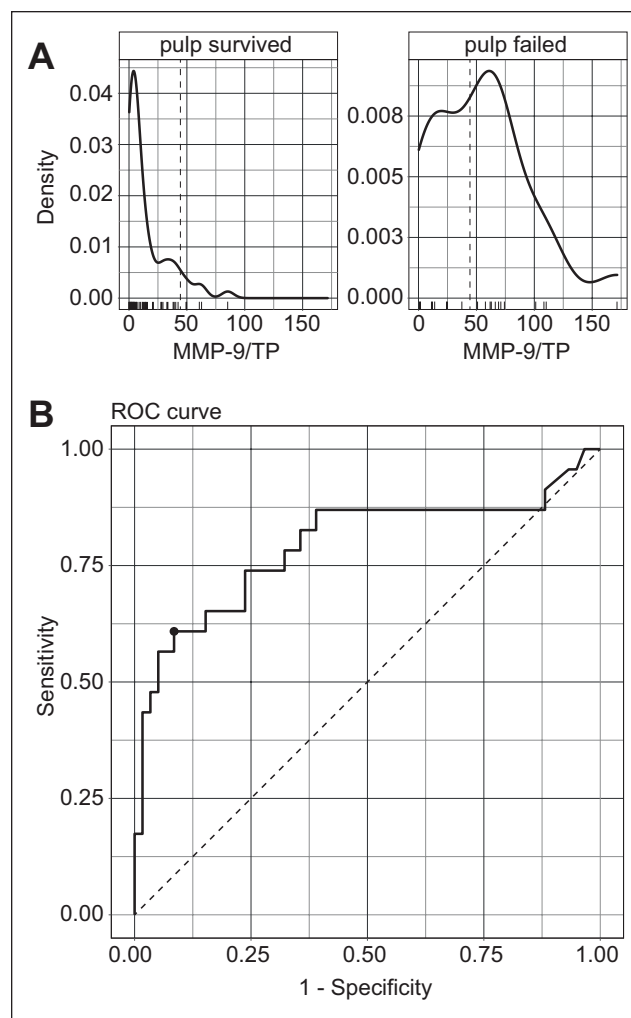 A
pulp survived
pulp failed
Density
0.04
0.03
0.02
0.01
0.00
0.008
0.005
0.003
0.000
0 50 100 150
0 50 100 150
MMP-9/TP
MMP-9/TP
B
ROC curve
Sensitivity
1.00
0.75
0.50
0.25
0.00
0.00 0.25 0.50 0.75 1.00
1 - Specificity